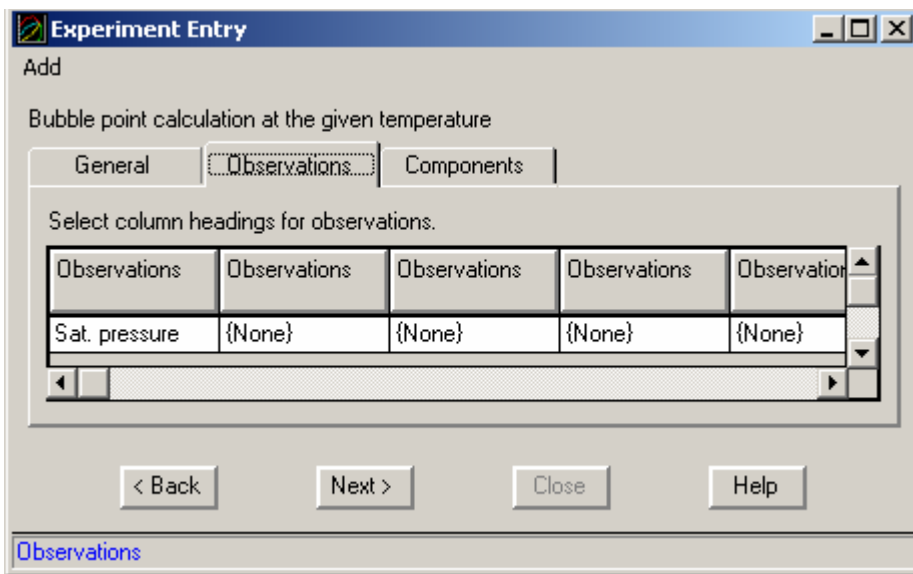 Experiment Entry
Add
Bubble point calculation at the given temperature
General Observations Components
Select column headings for observations.
Observations Observations Observations Observations Observation
Sat. pressure {None} {None} {None} {None}
< Back Next > Close Help
Observations